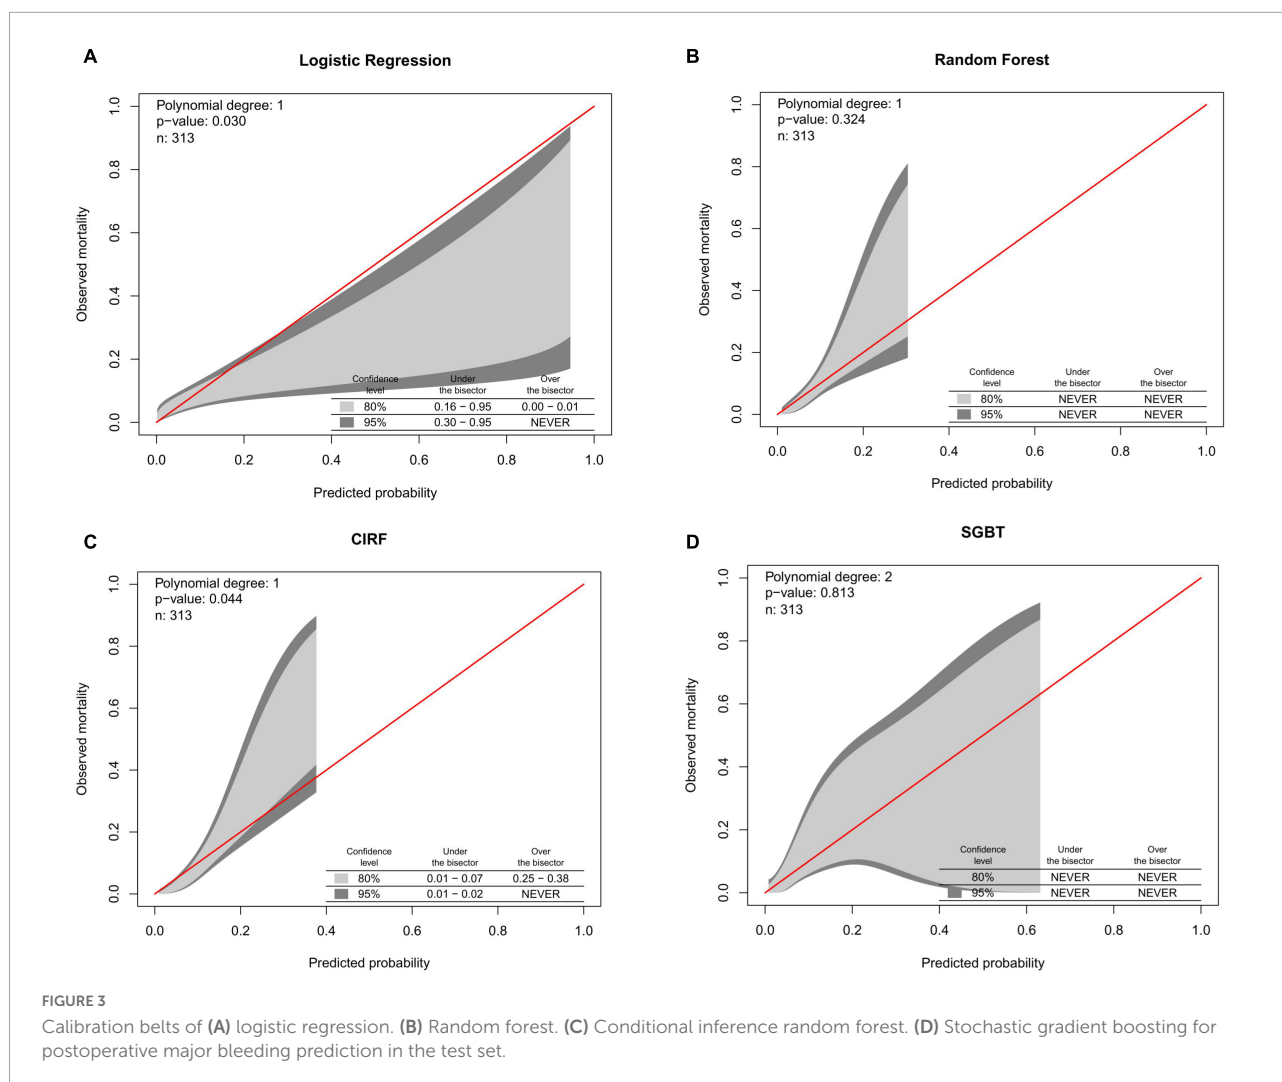 A
Logistic Regression
Polynomial degree: 1
p−value: 0.030
n: 313
Observed mortality
0.0
0.2
0.4
0.6
0.8
1.0
Confidence level
Under the bisector
Over the bisector
80% 0.16 − 0.95 0.00 − 0.01
95% 0.30 − 0.95 NEVER
0.0 0.2 0.4 0.6 0.8 1.0
Predicted probability
B
Random Forest
Polynomial degree: 1
p−value: 0.324
n: 313
Observed mortality
0.0
0.2
0.4
0.6
0.8
1.0
Confidence level
Under the bisector
Over the bisector
80% NEVER NEVER
95% NEVER NEVER
0.0 0.2 0.4 0.6 0.8 1.0
Predicted probability
C
CIRF
Polynomial degree: 1
p−value: 0.044
n: 313
Observed mortality
0.0
0.2
0.4
0.6
0.8
1.0
Confidence level
Under the bisector
Over the bisector
80% 0.01 − 0.07 0.25 − 0.38
95% 0.01 − 0.02 NEVER
0.0 0.2 0.4 0.6 0.8 1.0
Predicted probability
D
SGBT
Polynomial degree: 2
p−value: 0.813
n: 313
Observed mortality
0.0
0.2
0.4
0.6
0.8
1.0
Confidence level
Under the bisector
Over the bisector
80% NEVER NEVER
95% NEVER NEVER
0.0 0.2 0.4 0.6 0.8 1.0
Predicted probability
FIGURE 3
Calibration belts of (A) logistic regression. (B) Random forest. (C) Conditional inference random forest. (D) Stochastic gradient boosting for
postoperative major bleeding prediction in the test set.